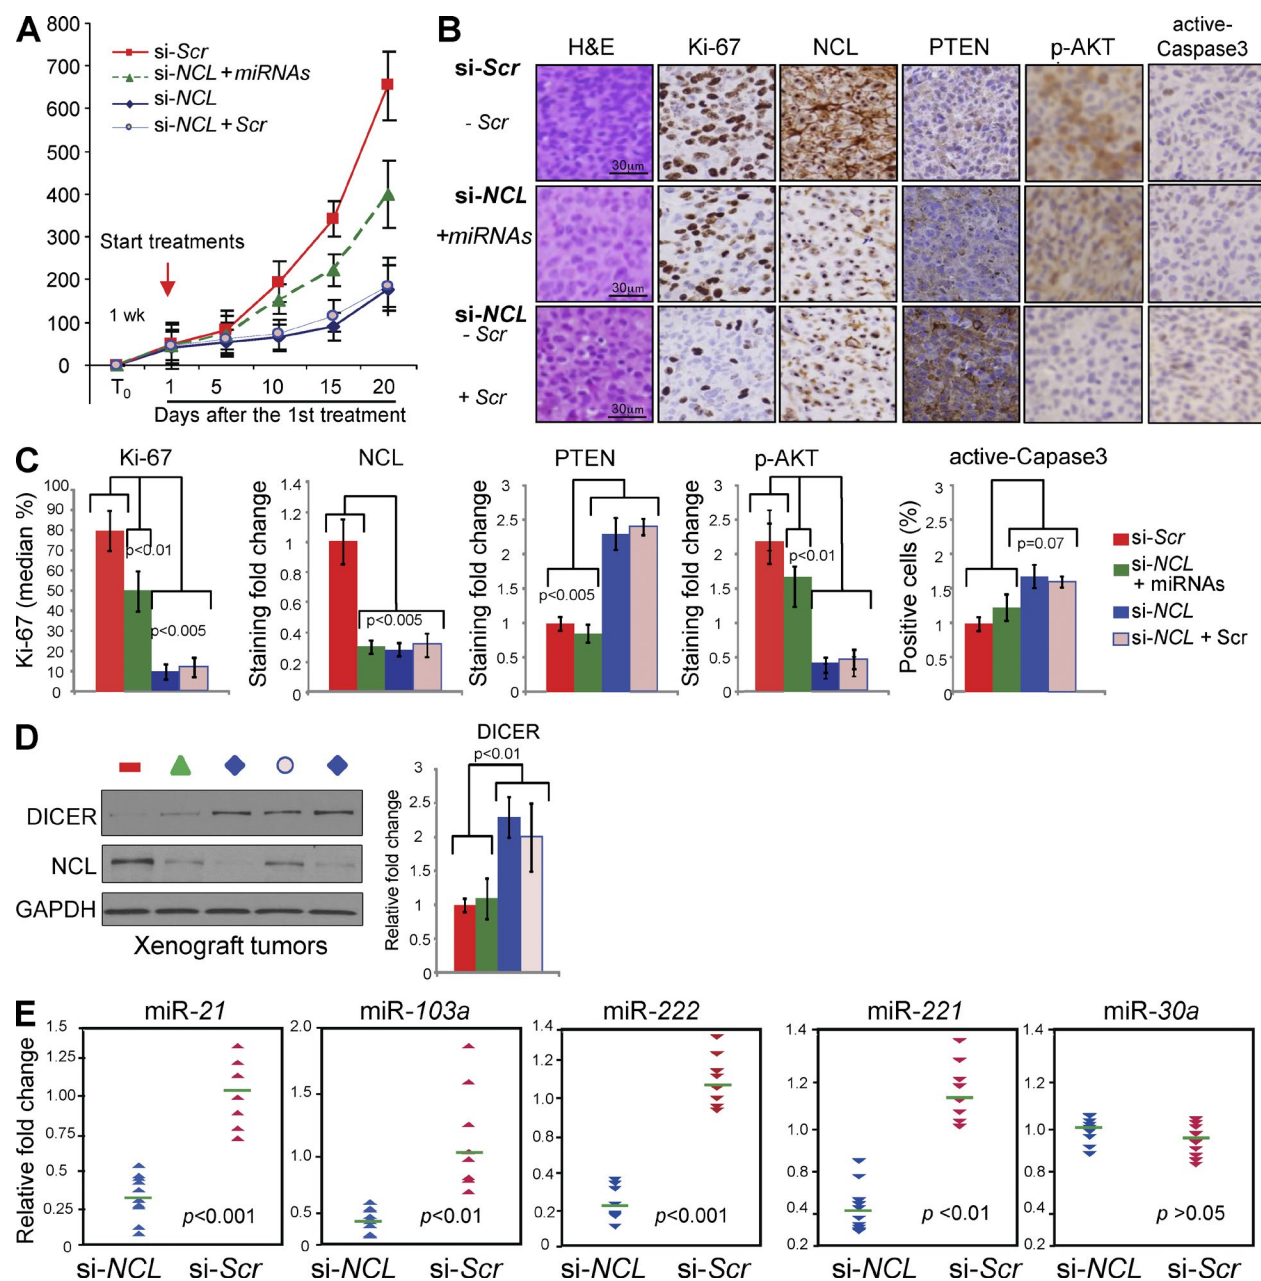 A
800
700
600
500
400
300
200
100
0
si-Scr
si-NCL + miRNAs
si-NCL
si-NCL + Scr
Start treatments
1 wk
T0 1 5 10 15 20
Days after the 1st treatment
B
H&E Ki-67 NCL PTEN p-AKT active-Caspase3
si-Scr
- Scr
30µm
si-NCL
+miRNAs
30µm
si-NCL
- Scr
+ Scr
30µm
C
Ki-67
Ki-67 (median %)
100
90
80
70
60
50
40
30
20
10
0
p<0.01
p<0.005
NCL
Staining fold change
1.4
1.2
1
0.8
0.6
0.4
0.2
0
p<0.005
PTEN
Staining fold change
3
2.5
2
1.5
1
0.5
0
p<0.005
p-AKT
Staining fold change
3
2.5
2
1.5
1
0.5
0
p<0.01
active-Capase3
Positive cells (%)
3
2.5
2
1.5
1
0.5
0
p=0.07
si-Scr
si-NCL
+ miRNAs
si-NCL
si-NCL + Scr
D
DICER
NCL
GAPDH
Xenograft tumors
DICER
p<0.01
Relative fold change
3
2.5
2
1.5
1
0.5
0
E
Relative fold change
miR-21
1.5
1.25
1.00
0.75
0.5
0.25
0
p<0.001
si-NCL si-Scr
miR-103a
2.0
1.5
1.0
0.5
0
p<0.01
si-NCL si-Scr
miR-222
1.4
1.2
1.0
0.8
0.4
0.2
0
p<0.001
si-NCL si-Scr
miR-221
1.4
1.2
1.0
0.8
0.4
0.2
p <0.01
si-NCL si-Scr
miR-30a
1.4
1.2
1.0
0.8
0.4
0.2
p >0.05
si-NCL si-Scr